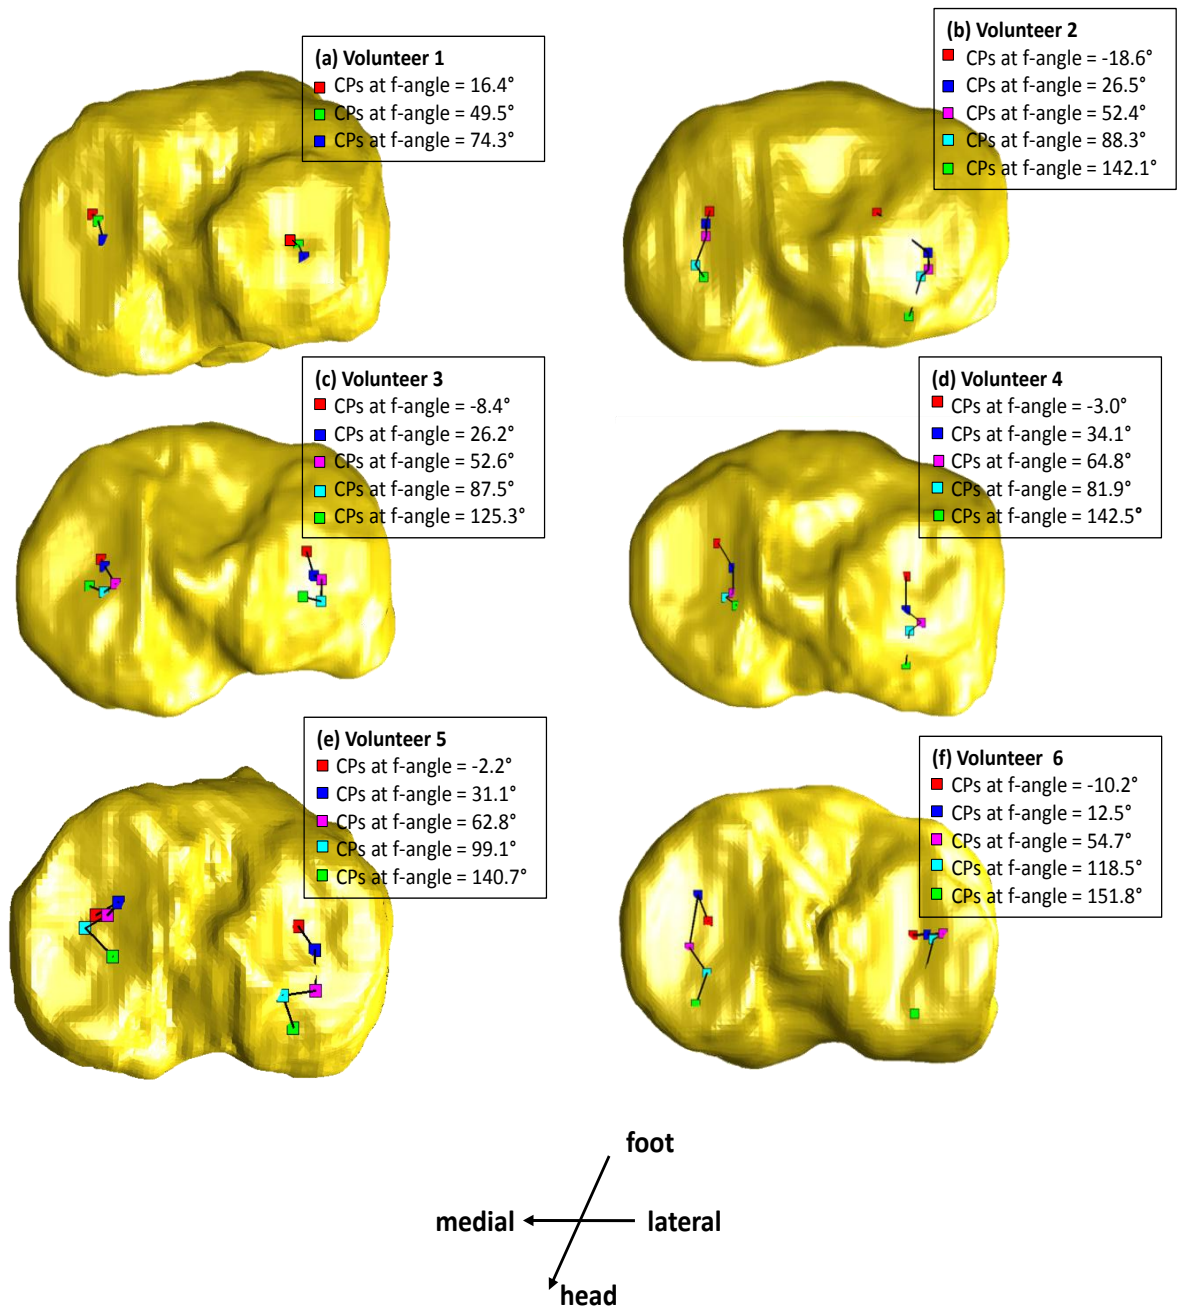 (a) Volunteer 1
CPs at f-angle = 16.4°
CPs at f-angle = 49.5°
CPs at f-angle = 74.3°
(b) Volunteer 2
CPs at f-angle = -18.6°
CPs at f-angle = 26.5°
CPs at f-angle = 52.4°
CPs at f-angle = 88.3°
CPs at f-angle = 142.1°
(c) Volunteer 3
CPs at f-angle = -8.4°
CPs at f-angle = 26.2°
CPs at f-angle = 52.6°
CPs at f-angle = 87.5°
CPs at f-angle = 125.3°
(d) Volunteer 4
CPs at f-angle = -3.0°
CPs at f-angle = 34.1°
CPs at f-angle = 64.8°
CPs at f-angle = 81.9°
CPs at f-angle = 142.5°
(e) Volunteer 5
CPs at f-angle = -2.2°
CPs at f-angle = 31.1°
CPs at f-angle = 62.8°
CPs at f-angle = 99.1°
CPs at f-angle = 140.7°
(f) Volunteer 6
CPs at f-angle = -10.2°
CPs at f-angle = 12.5°
CPs at f-angle = 54.7°
CPs at f-angle = 118.5°
CPs at f-angle = 151.8°
foot
medial
lateral
head